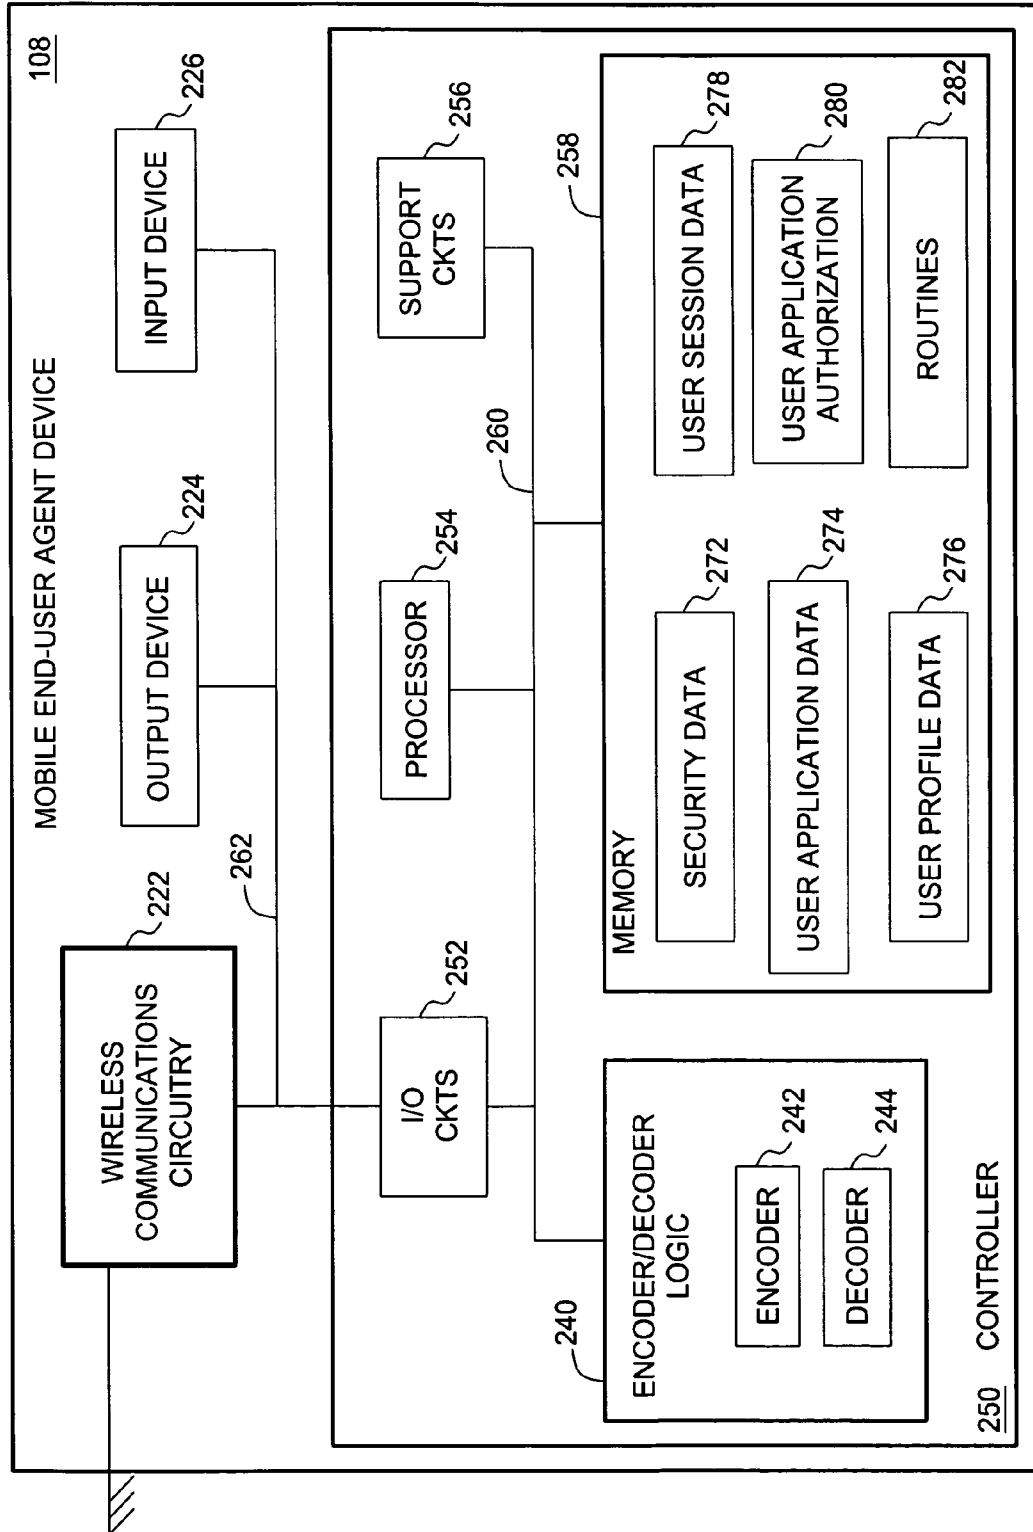 MOBILE END-USER AGENT DEVICE
108
WIRELESS
COMMUNICATIONS
CIRCUITRY
222
OUTPUT DEVICE
224
INPUT DEVICE
226
262
I/O
CKTS
252
PROCESSOR
254
SUPPORT
CKTS
256
260
240
ENCODER/DECODER
LOGIC
ENCODER
242
DECODER
244
258
MEMORY
SECURITY DATA
272
USER APPLICATION DATA
274
USER PROFILE DATA
276
USER SESSION DATA
278
USER APPLICATION
AUTHORIZATION
280
ROUTINES
282
250
CONTROLLER